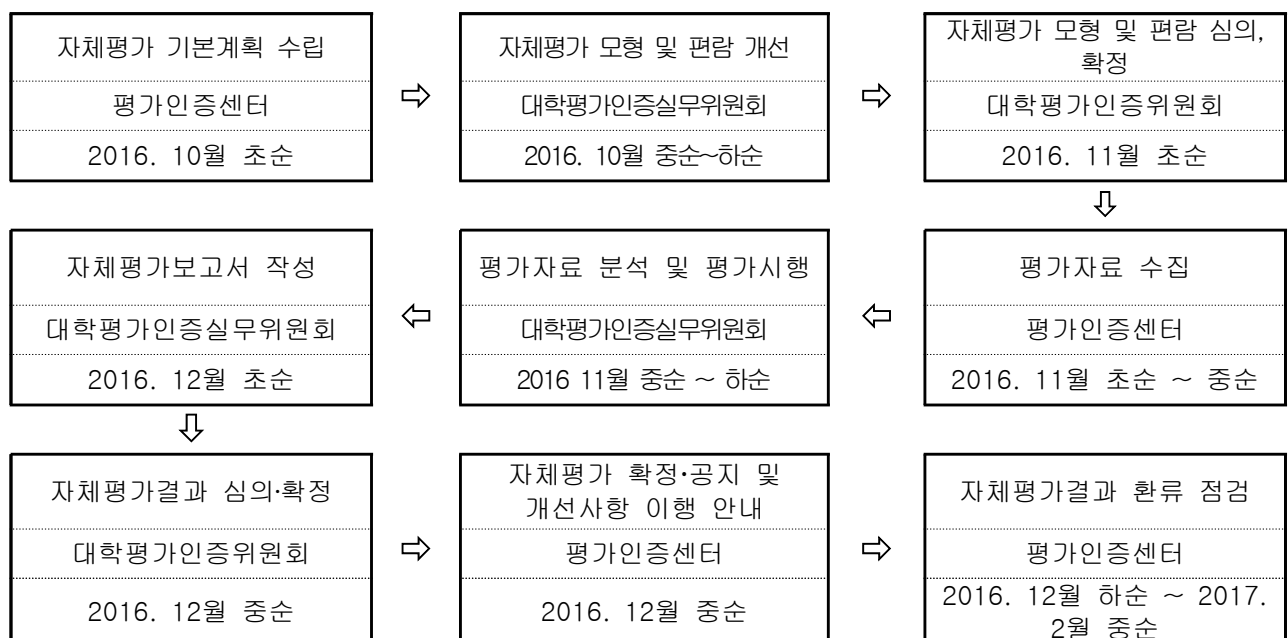 자체평가 기본계획 수립
평가인증센터
2016. 10월 초순
⇨
자체평가 모형 및 편람 개선
대학평가인증실무위원회
2016. 10월 중순~하순
⇨
자체평가 모형 및 편람 심의,
확정
대학평가인증위원회
2016. 11월 초순
⇩
평가자료 수집
평가인증센터
2016. 11월 초순 ~ 중순
⇦
평가자료 분석 및 평가시행
대학평가인증실무위원회
2016 11월 중순 ~ 하순
⇦
자체평가보고서 작성
대학평가인증실무위원회
2016. 12월 초순
⇩
자체평가결과 심의·확정
대학평가인증위원회
2016. 12월 중순
⇨
자체평가 확정·공지 및
개선사항 이행 안내
평가인증센터
2016. 12월 중순
⇨
자체평가결과 환류 점검
평가인증센터
2016. 12월 하순 ~ 2017.
2월 중순